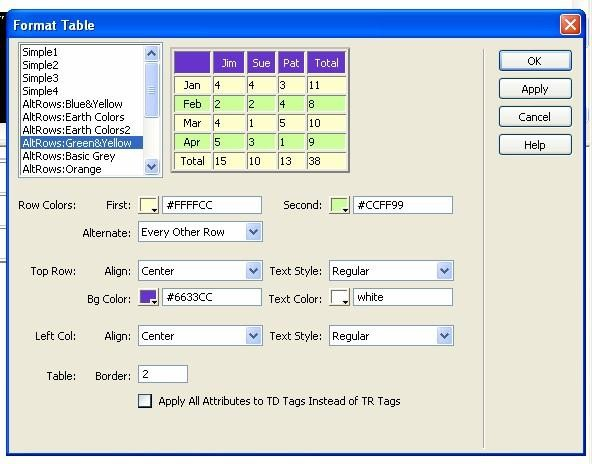 Format Table
Simple1
Simple2
Simple3
Simple4
AltRows:Blue&Yellow
AltRows:Earth Colors
AltRows:Earth Colors2
AltRows:Green&Yellow
AltRows:Basic Grey
AltRows:Orange
Jim Sue Pat Total
Jan 4 4 3 11
Feb 2 2 4 8
Mar 4 1 5 10
Apr 5 3 1 9
Total 15 10 13 38
OK
Apply
Cancel
Help
Row Colors: First: #FFFFCC Second: #CCFF99
Alternate: Every Other Row
Top Row: Align: Center Text Style: Regular
Bg Color: #6633CC Text Color: white
Left Col: Align: Center Text Style: Regular
Table: Border: 2
Apply All Attributes to TD Tags Instead of TR Tags